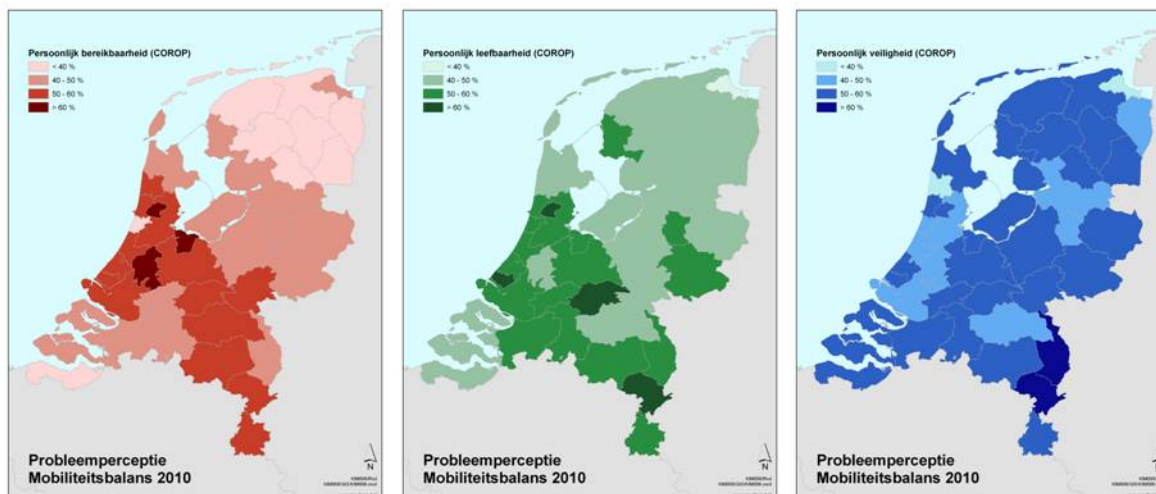 Persoonlijk bereikbaarheid (COROP)
< 40 %
40 - 50 %
50 - 60 %
> 60 %
Probleemperceptie
Mobiliteitsbalans 2010
N
Persoonlijk leefbaarheid (COROP)
< 40 %
40 - 50 %
50 - 60 %
> 60 %
Probleemperceptie
Mobiliteitsbalans 2010
N
Persoonlijk veiligheid (COROP)
< 40 %
40 - 50 %
50 - 60 %
> 60 %
Probleemperceptie
Mobiliteitsbalans 2010
N